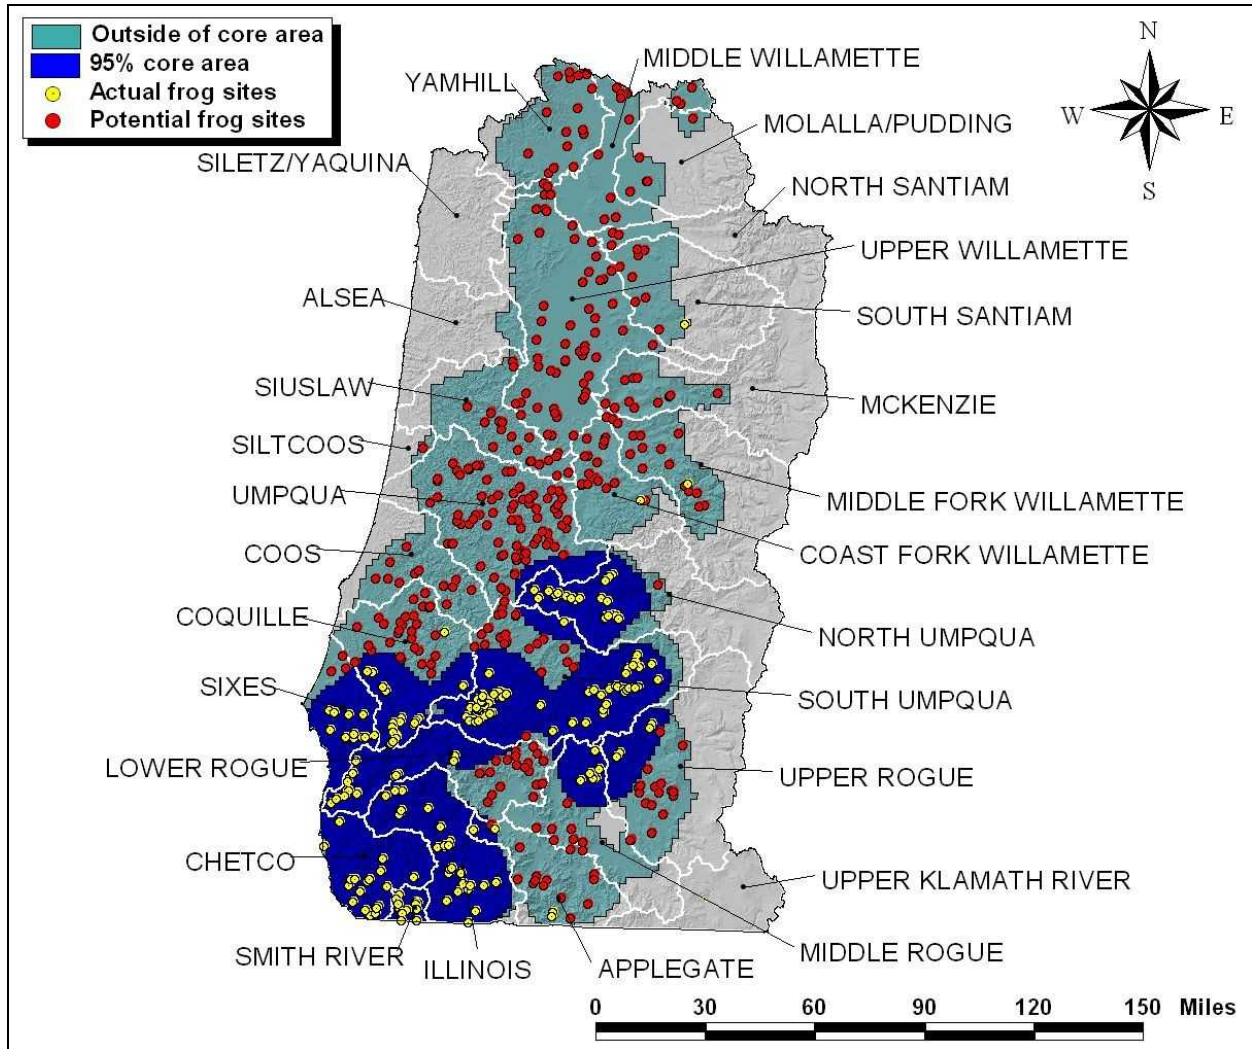 Outside of core area
95% core area
Actual frog sites
Potential frog sites
N
W
E
S
MIDDLE WILLAMETTE
YAMHILL
MOLALLA/PUDDING
SILETZ/YAQUINA
NORTH SANTIAM
UPPER WILLAMETTE
ALSEA
SOUTH SANTIAM
SIUSLAW
MCKENZIE
SILTCOOS
UMPQUA
MIDDLE FORK WILLAMETTE
COOS
COAST FORK WILLAMETTE
COQUILLE
NORTH UMPQUA
SIXES
SOUTH UMPQUA
LOWER ROGUE
UPPER ROGUE
CHETCO
UPPER KLAMATH RIVER
SMITH RIVER
ILLINOIS
APPLEGATE
MIDDLE ROGUE
0 30 60 90 120 150 Miles